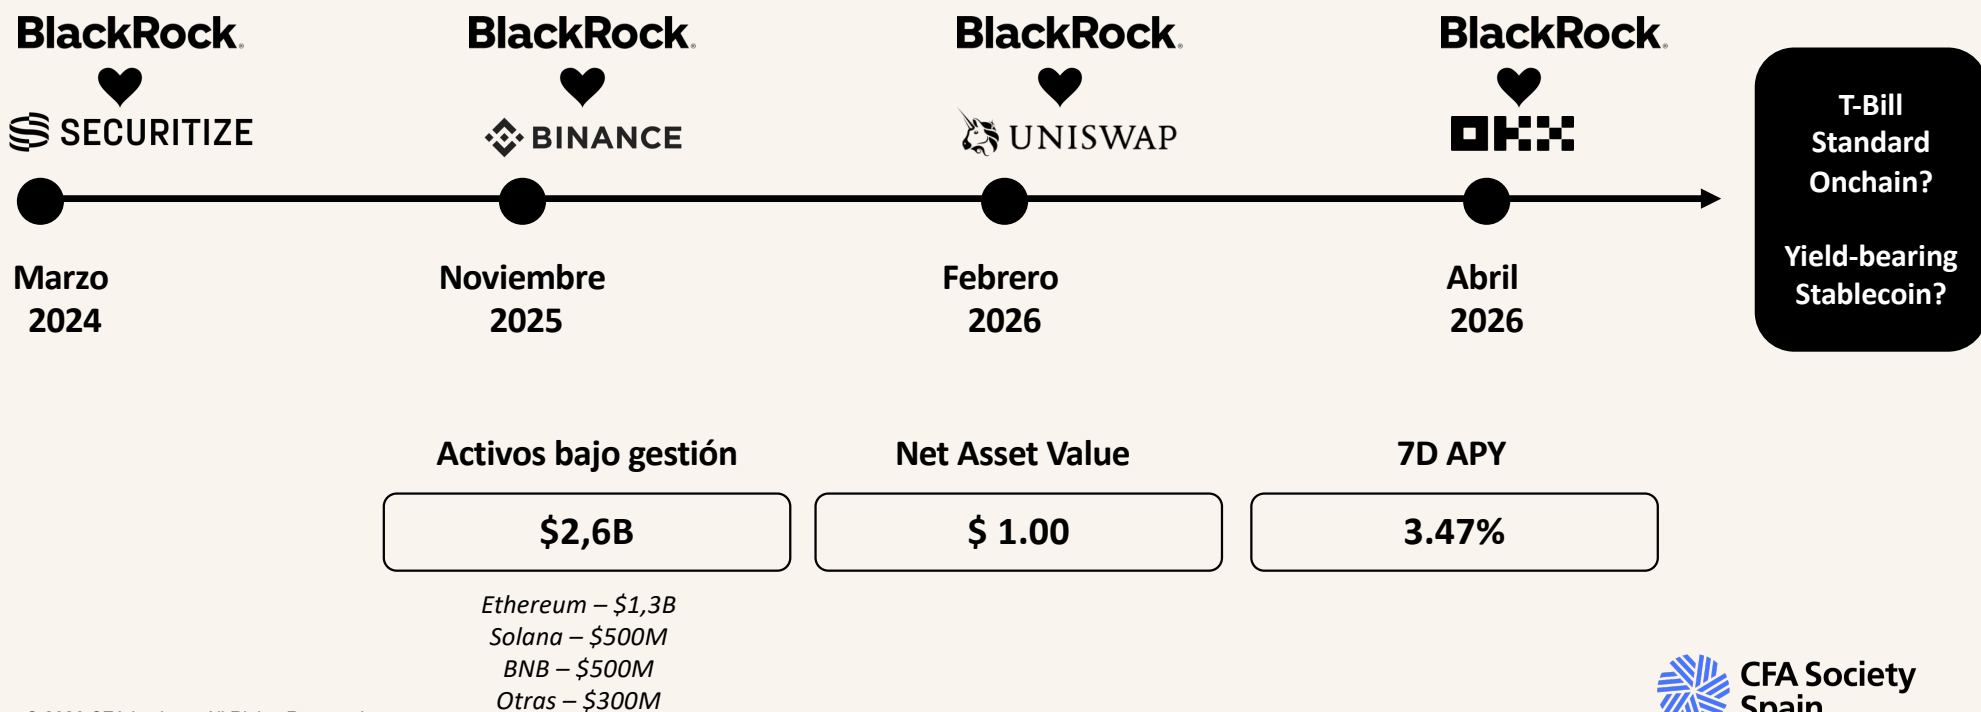 BlackRock.
SECURITIZE
BlackRock.
BINANCE
BlackRock.
UNISWAP
BlackRock.
OKX
T-Bill
Standard
Onchain?
Yield-bearing
Stablecoin?
Marzo
2024
Noviembre
2025
Febrero
2026
Abril
2026
Activos bajo gestión
$2,6B
Net Asset Value
$ 1.00
7D APY
3.47%
Ethereum – $1,3B
Solana – $500M
BNB – $500M
Otras – $300M
CFA Society
Spain